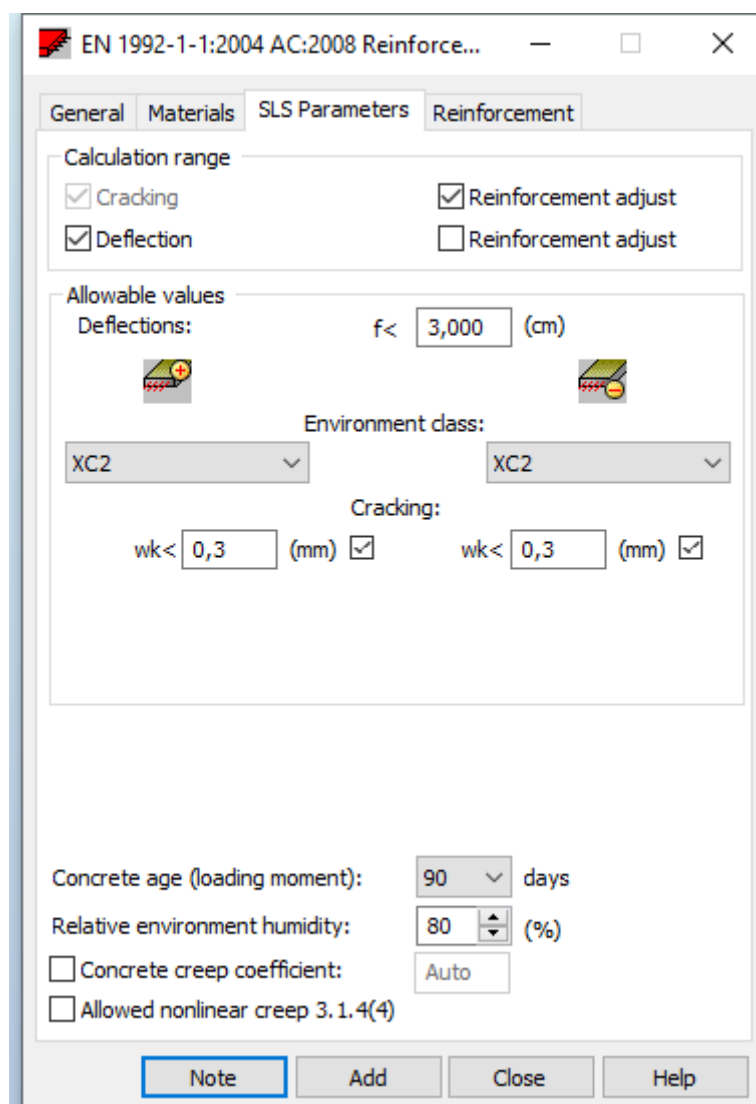 EN 1992-1-1:2004 AC:2008 Reinforce...
General Materials SLS Parameters Reinforcement
Calculation range
Cracking Reinforcement adjust
Deflection Reinforcement adjust
Allowable values
Deflections: f< 3,000 (cm)
Environment class:
XC2 XC2
Cracking:
wk< 0,3 (mm) wk< 0,3 (mm)
Concrete age (loading moment): 90 days
Relative environment humidity: 80 (%)
Concrete creep coefficient: Auto
Allowed nonlinear creep 3.1.4(4)
Note Add Close Help